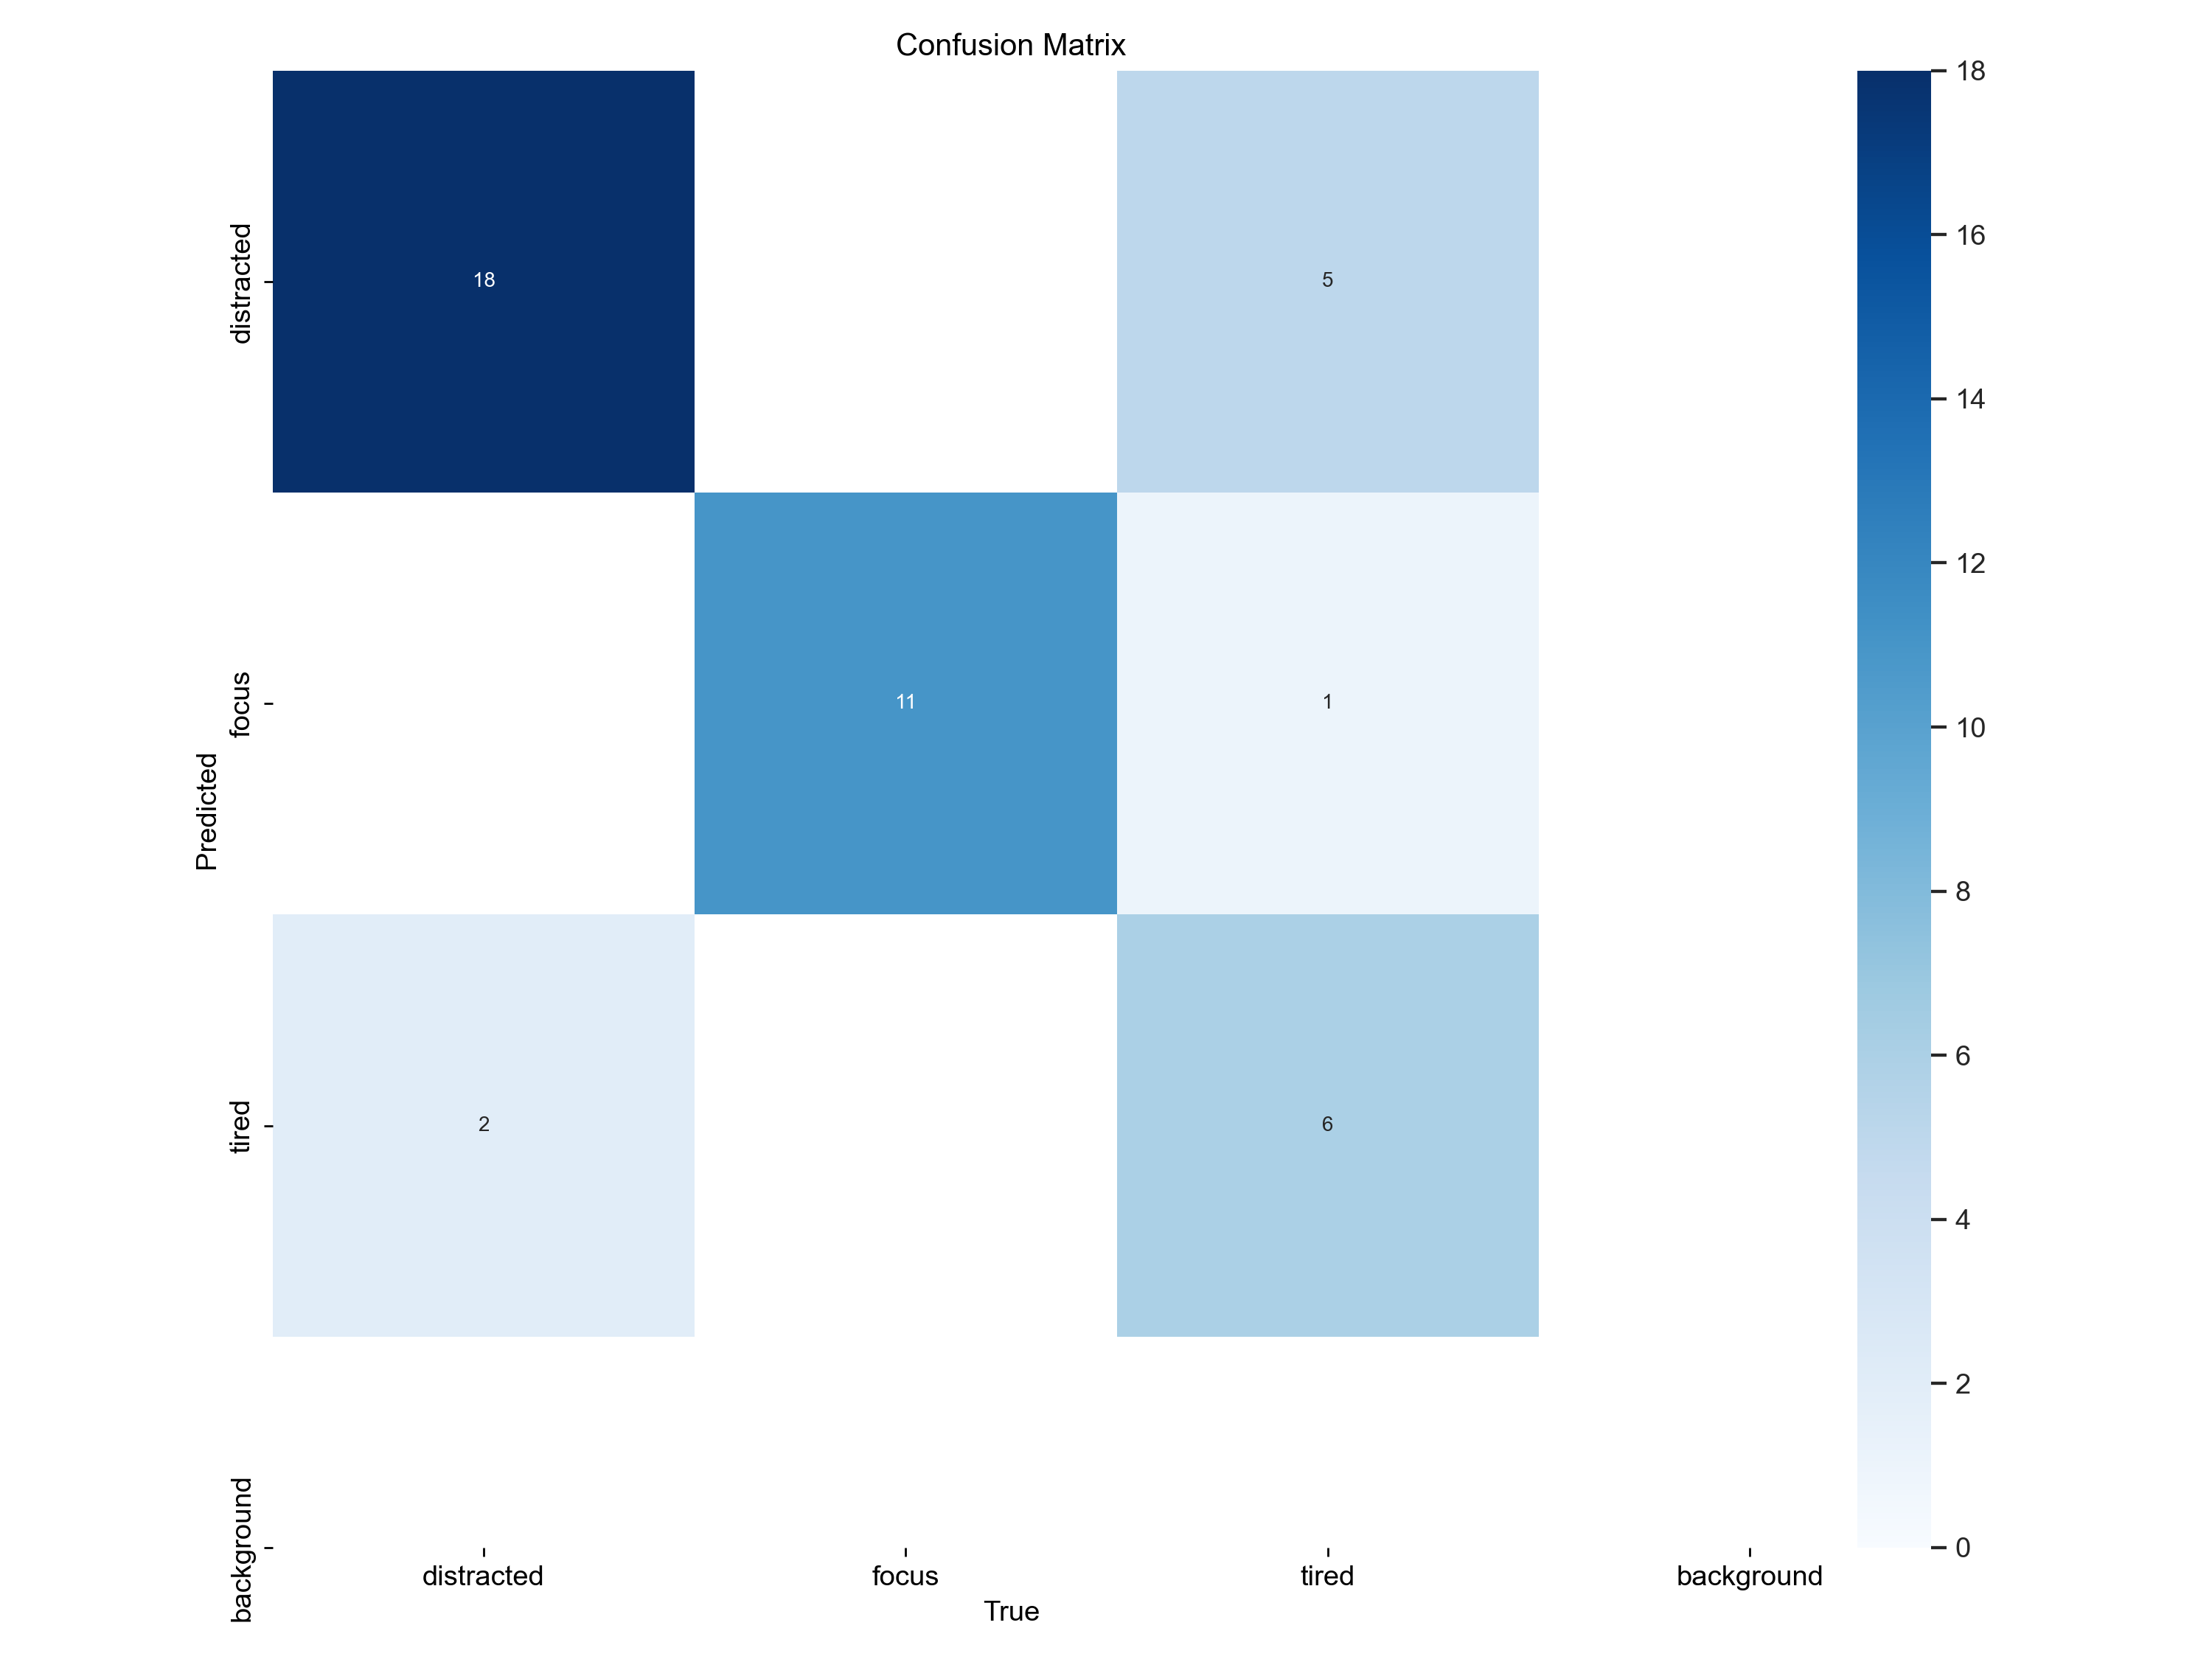 Confusion Matrix
distracted
focus
tired
background
Predicted
18
5
11
1
2
6
distracted
focus
tired
background
True
18
16
14
12
10
8
6
4
2
0